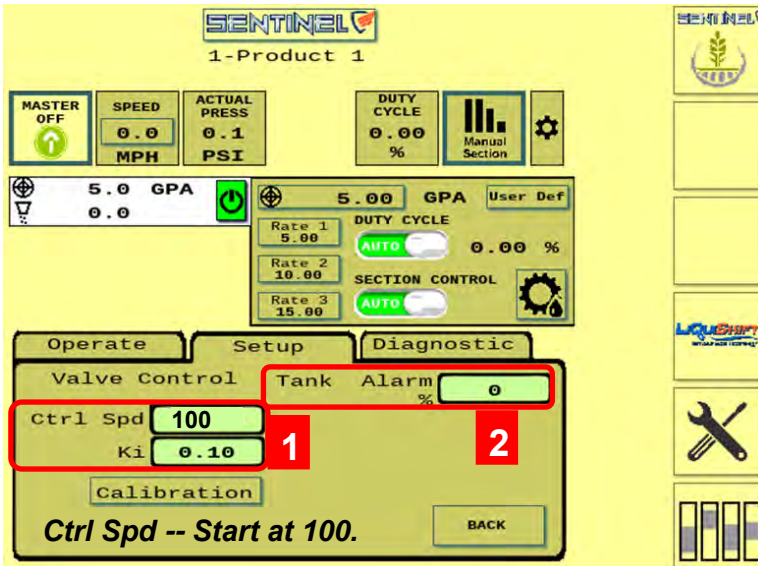 SENTINEL
SENTINEL
1-Product 1
MASTER OFF
SPEED
0.0
MPH
ACTUAL PRESS
0.1
PSI
DUTY CYCLE
0.00
%
Manual Section
5.0 GPA
0.0
5.00 GPA
User Def
Rate 1
5.00
Rate 2
10.00
Rate 3
15.00
DUTY CYCLE
AUTO
0.00 %
SECTION CONTROL
AUTO
LIQUISHIFT
Operate
Setup
Diagnostic
Valve Control
Tank Alarm
%
0
Ctrl Spd 100
Ki 0.10
1
2
Calibration
Ctrl Spd -- Start at 100.
BACK